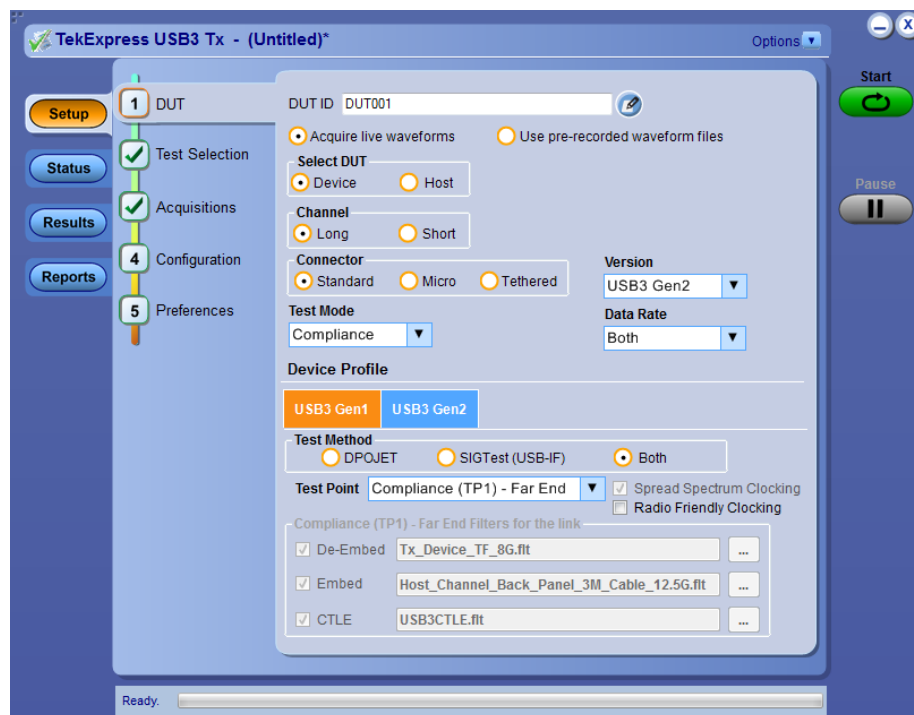 TekExpress USB3 Tx - (Untitled)*
Options
Start
Pause
Setup
Status
Results
Reports
1 DUT
Test Selection
Acquisitions
4 Configuration
5 Preferences
DUT ID DUT001
Acquire live waveforms Use pre-recorded waveform files
Select DUT
Device Host
Channel
Long Short
Connector
Standard Micro Tethered
Version
USB3 Gen2
Test Mode
Compliance
Data Rate
Both
Device Profile
USB3 Gen1 USB3 Gen2
Test Method
DPOJET SIGTest (USB-IF) Both
Test Point Compliance (TP1) - Far End Spread Spectrum Clocking
Radio Friendly Clocking
Compliance (TP1) - Far End Filters for the link
De-Embed Tx_Device_TF_8G.flt ...
Embed Host_Channel_Back_Panel_3M_Cable_12.5G.flt ...
CTLE USB3CTLE.flt ...
Ready.